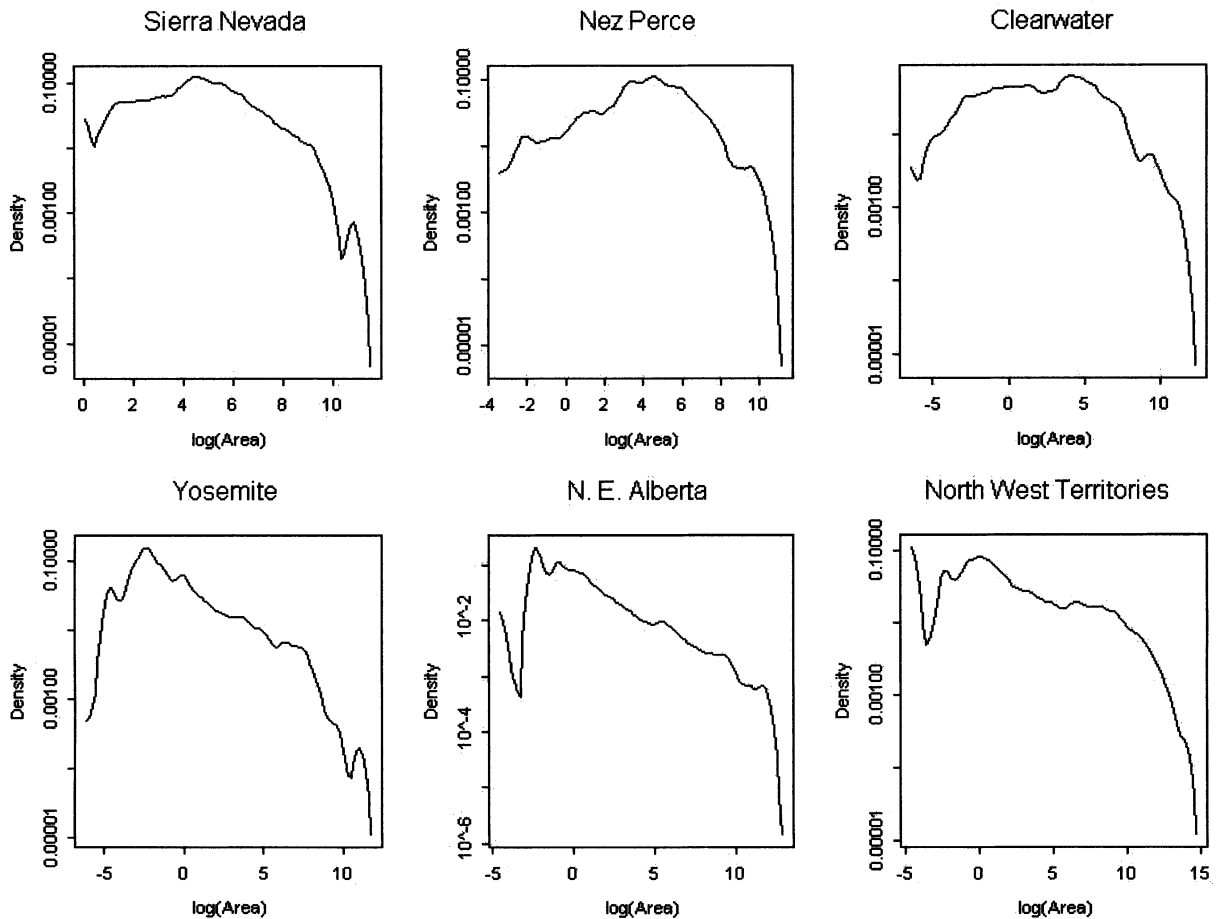 Sierra Nevada
Density
0.10000
0.00100
0.00001
0 2 4 6 8 10
log(Area)
Nez Perce
Density
0.10000
0.00100
0.00001
-4 -2 0 2 4 6 8 10
log(Area)
Clearwater
Density
0.10000
0.00100
0.00001
-5 0 5 10
log(Area)
Yosemite
Density
0.10000
0.00100
0.00001
-5 0 5 10
log(Area)
N. E. Alberta
Density
10^-2
10^-4
10^-6
-5 0 5 10
log(Area)
North West Territories
Density
0.10000
0.00100
0.00001
-5 0 5 10 15
log(Area)